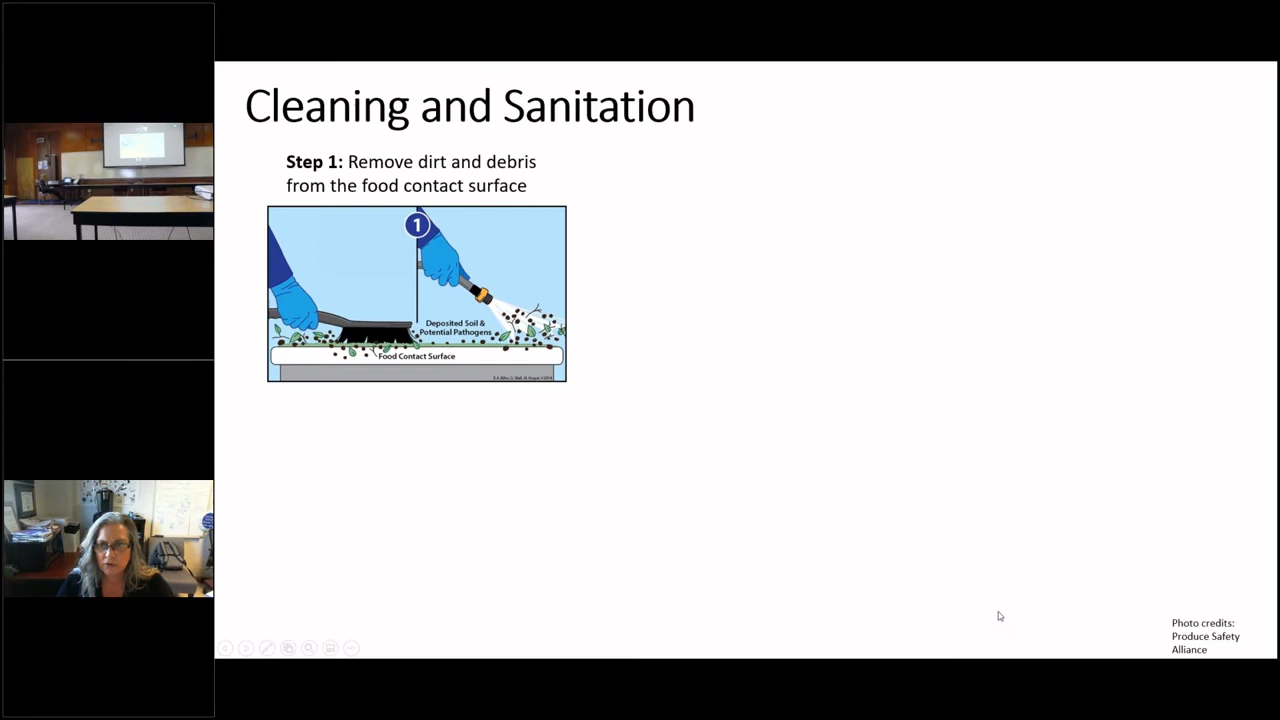 Cleaning and Sanitation
Step 1: Remove dirt and debris
from the food contact surface
1
Deposited Soil &
Potential Pathogens
Food Contact Surface
Photo credits:
Produce Safety
Alliance